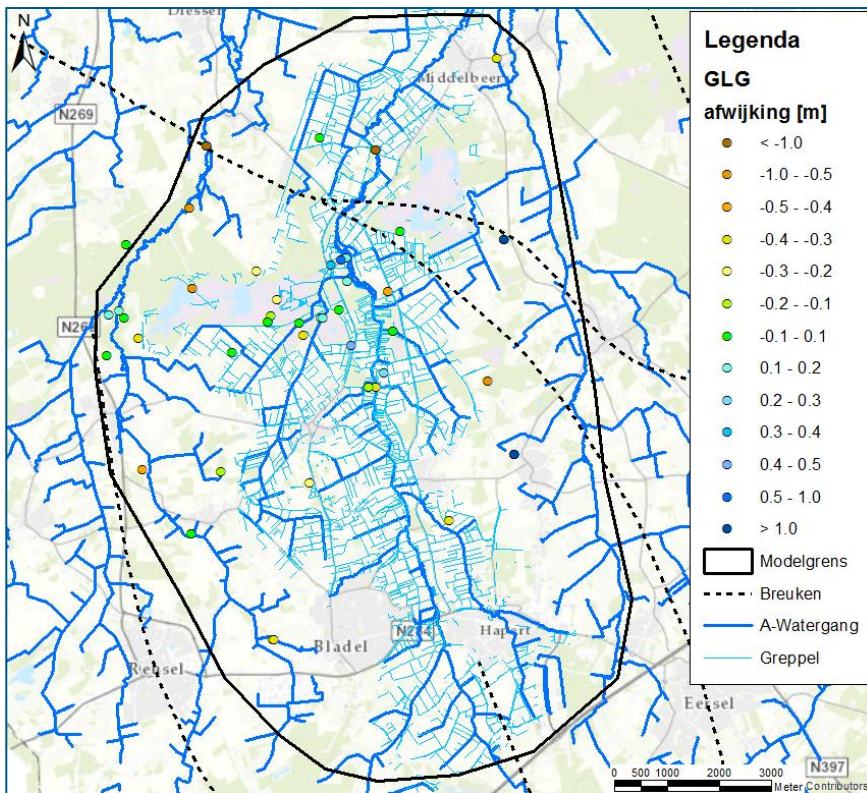 Diessen
N
Middelbeer
N269
N269
Bladel
N284
Hapert
Reusel
Eersel
N397
Legenda
GLG
afwijking [m]
< -1.0
-1.0 - -0.5
-0.5 - -0.4
-0.4 - -0.3
-0.3 - -0.2
-0.2 - -0.1
-0.1 - 0.1
0.1 - 0.2
0.2 - 0.3
0.3 - 0.4
0.4 - 0.5
0.5 - 1.0
> 1.0
Modelgrens
Breuken
A-Watergang
Greppel
0 500 1000 2000 3000
Meter Contributor